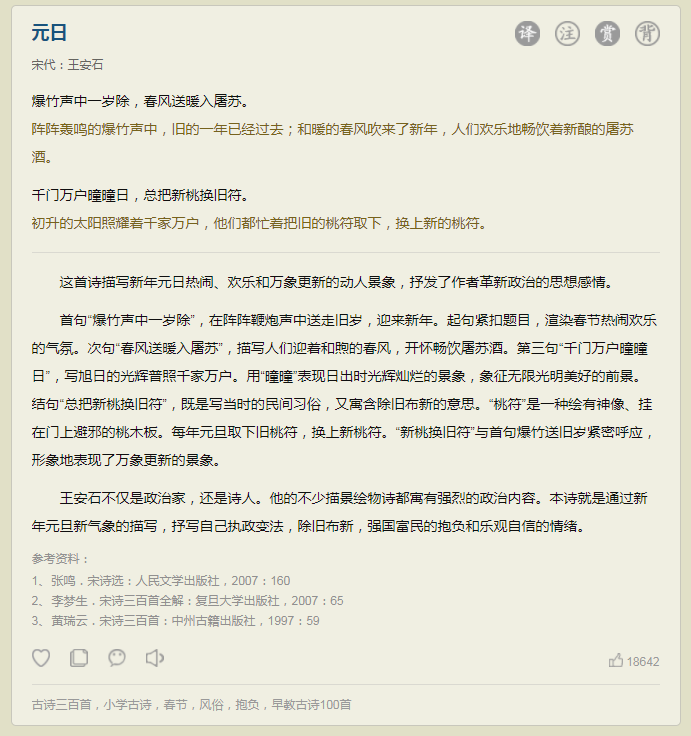 元日
译 注 赏 背
宋代：王安石
爆竹声中一岁除，春风送暖入屠苏。
阵阵轰鸣的爆竹声中，旧的一年已经过去；和暖的春风吹来了新年，人们欢乐地畅饮着新酿的屠苏
酒。
千门万户曈曈日，总把新桃换旧符。
初升的太阳照耀着千家万户，他们都忙着把旧的桃符取下，换上新的桃符。
这首诗描写新年元日热闹、欢乐和万象更新的动人景象，抒发了作者革新政治的思想感情。
首句“爆竹声中一岁除”，在阵阵鞭炮声中送走旧岁，迎来新年。起句紧扣题目，渲染春节热闹欢乐
的气氛。次句“春风送暖入屠苏”，描写人们迎着和煦的春风，开怀畅饮屠苏酒。第三句“千门万户曈曈
日”，写旭日的光辉普照千家万户。用“曈曈”表现日出时光辉灿烂的景象，象征无限光明美好的前景。
结句“总把新桃换旧符”，既是写当时的民间习俗，又寓含除旧布新的意思。“桃符”是一种绘有神像、挂
在门上避邪的桃木板。每年元旦取下旧桃符，换上新桃符。“新桃换旧符”与首句爆竹送旧岁紧密呼应，
形象地表现了万象更新的景象。
王安石不仅是政治家，还是诗人。他的不少描景绘物诗都寓有强烈的政治内容。本诗就是通过新
年元旦新气象的描写，抒写自己执政变法，除旧布新，强国富民的抱负和乐观自信的情绪。
参考资料：
1、张鸣．宋诗选：人民文学出版社，2007：160
2、李梦生．宋诗三百首全解：复旦大学出版社，2007：65
3、黄瑞云．宋诗三百首：中州古籍出版社，1997：59
18642
古诗三百首，小学古诗，春节，风俗，抱负，早教古诗100首